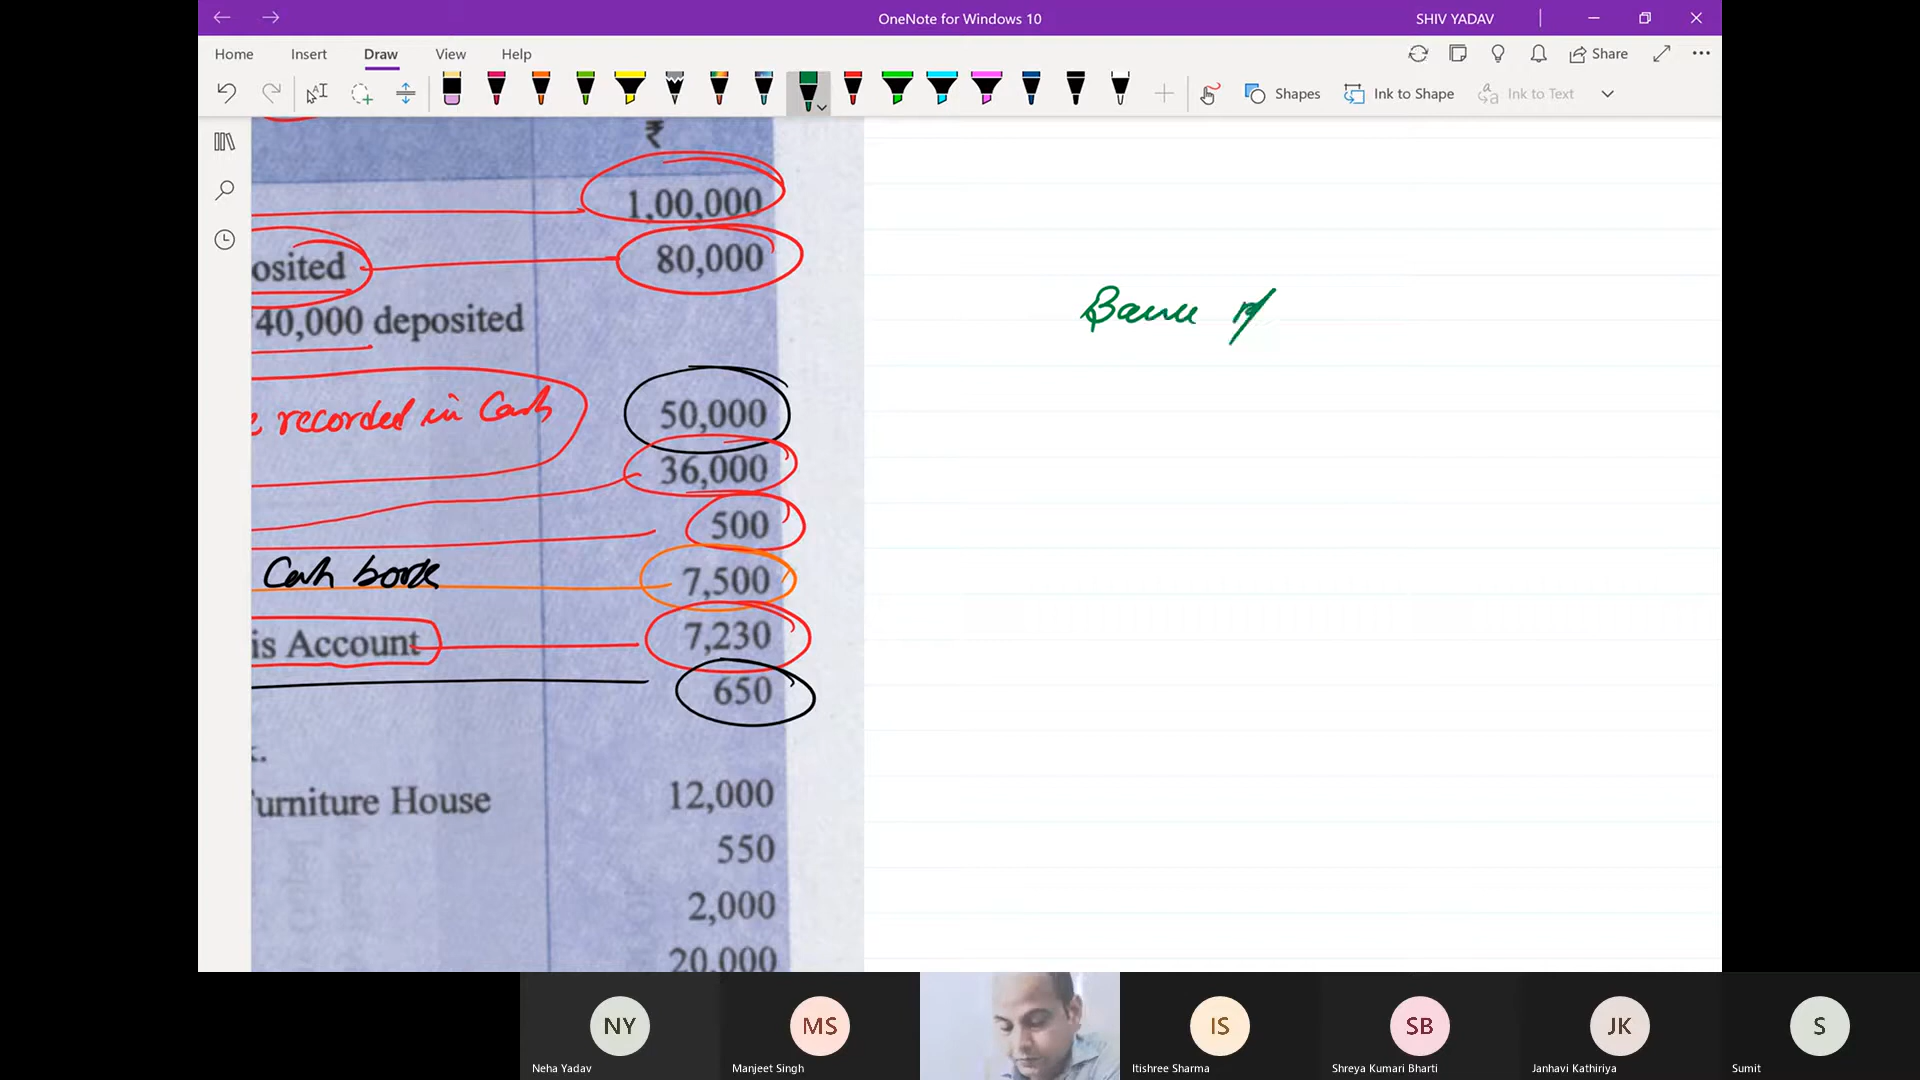 OneNote for Windows 10
SHIV YADAV
Home Insert Draw View Help
Share
Shapes Ink to Shape Ink to Text
₹
1,00,000
osited 80,000
40,000 deposited
50,000
recorded in Cash
36,000
500
Cash book 7,500
is Account 7,230
650
urniture House 12,000
550
2,000
20,000
NY MS IS SB JK S
Neha Yadav Manjeet Singh Itishree Sharma Shreya Kumari Bharti Janhavi Kathiriya Sumit